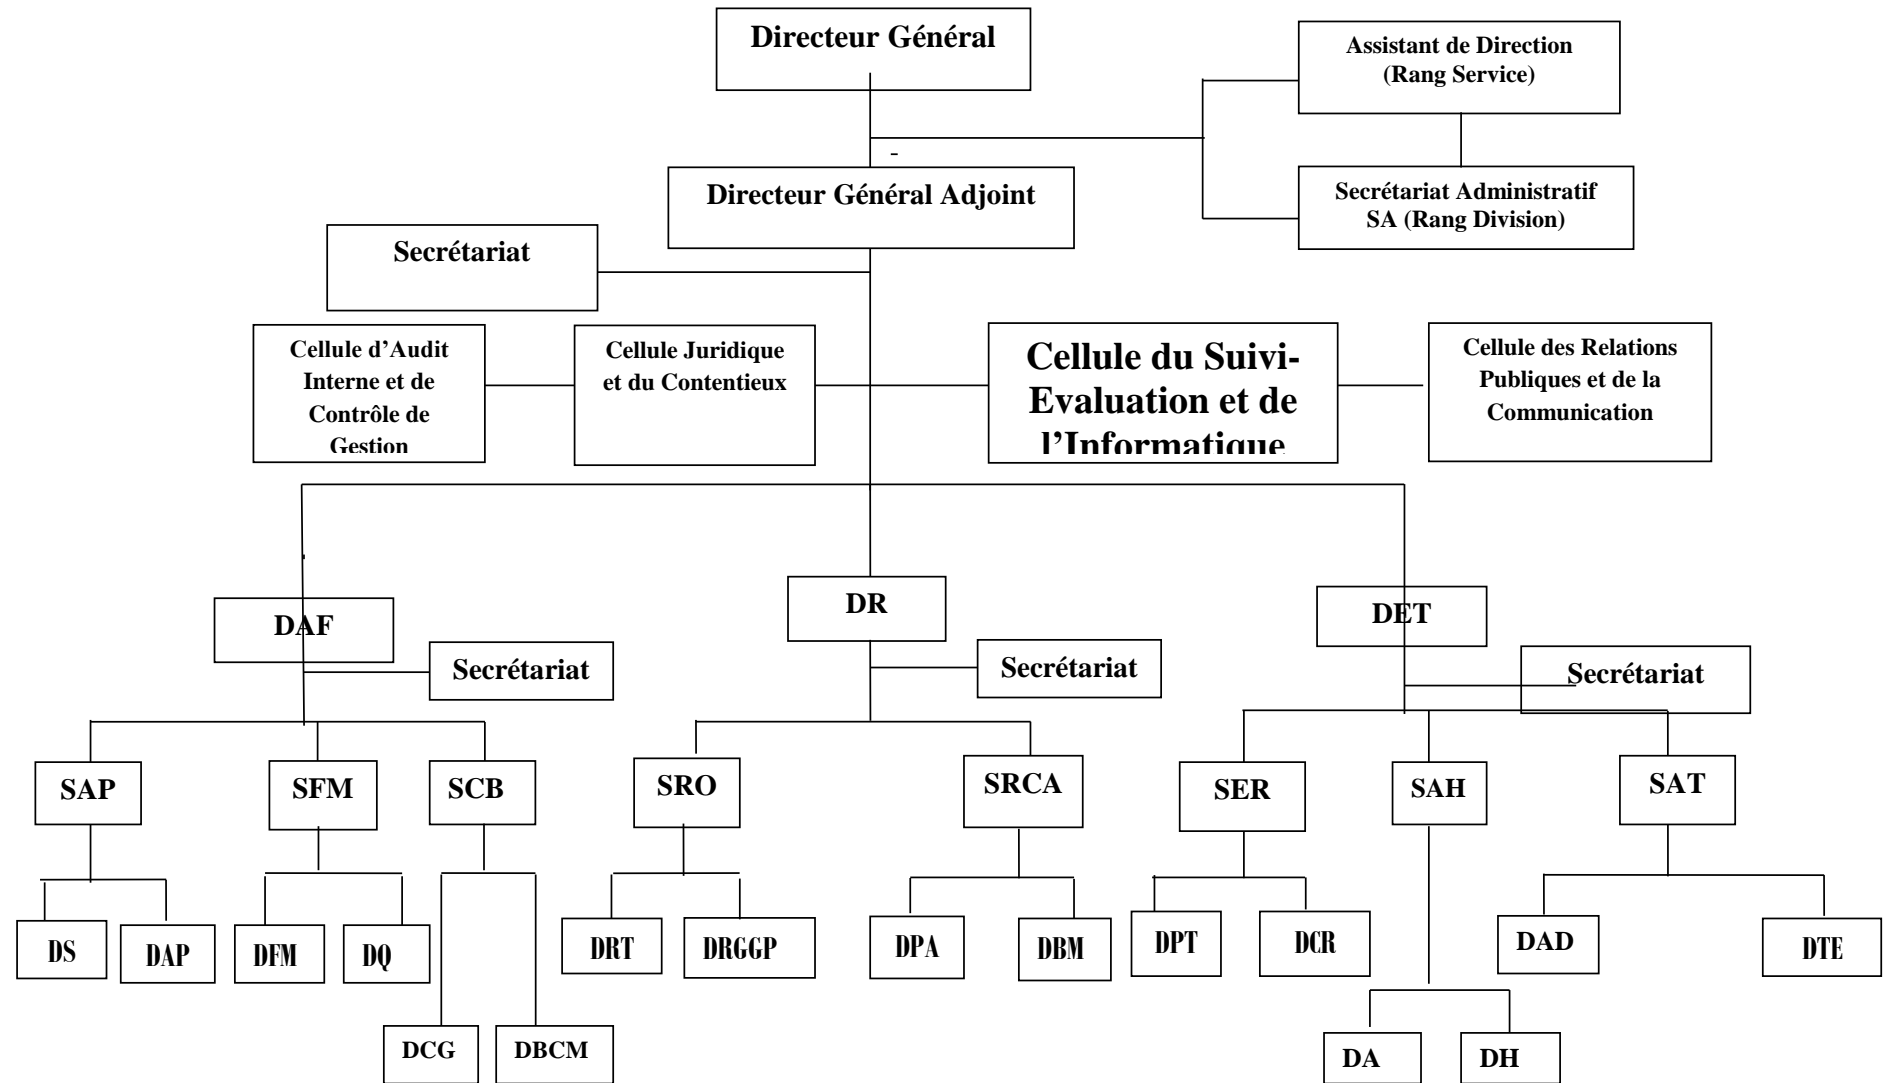 Directeur Général
Assistant de Direction
(Rang Service)
-
Directeur Général Adjoint
Secrétariat Administratif
SA (Rang Division)
Secrétariat
Cellule d’Audit
Interne et de
Contrôle de
Gestion
Cellule Juridique
et du Contentieux
Cellule du Suivi-
Evaluation et de
l’Informatique
Cellule des Relations
Publiques et de la
Communication
DAF
DR
DET
Secrétariat
Secrétariat
Secrétariat
SAP
SFM
SCB
SRO
SRCA
SER
SAH
SAT
DS
DAP
DFM
DQ
DRT
DRGGP
DPA
DBM
DPT
DCR
DAD
DTE
DCG
DBCM
DA
DH